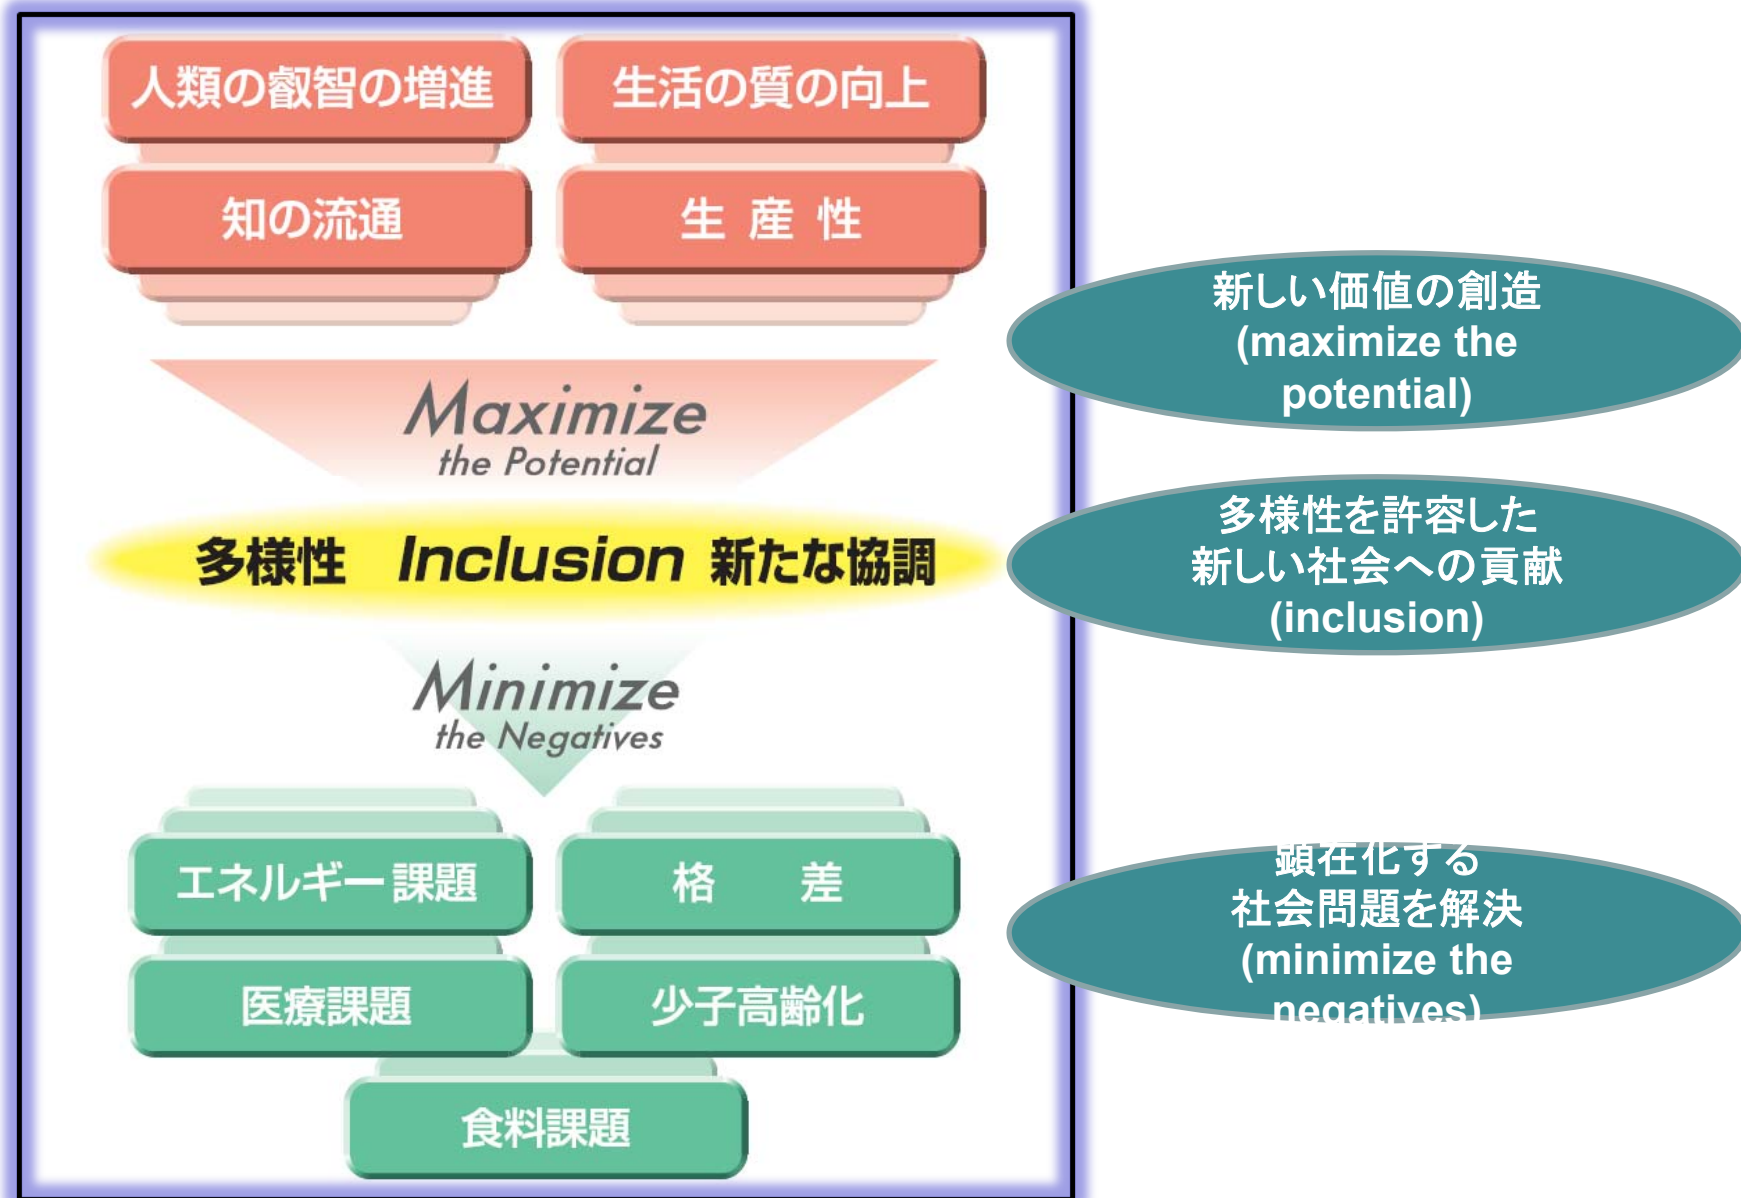 人類の叡智の増進
生活の質の向上
知の流通
生 産 性
Maximize
the Potential
多様性 Inclusion 新たな協調
Minimize
the Negatives
エネルギー課題
格 差
医療課題
少子高齢化
食料課題
新しい価値の創造
(maximize the
potential)
多様性を許容した
新しい社会への貢献
(inclusion)
顕在化する
社会問題を解決
(minimize the
negatives)